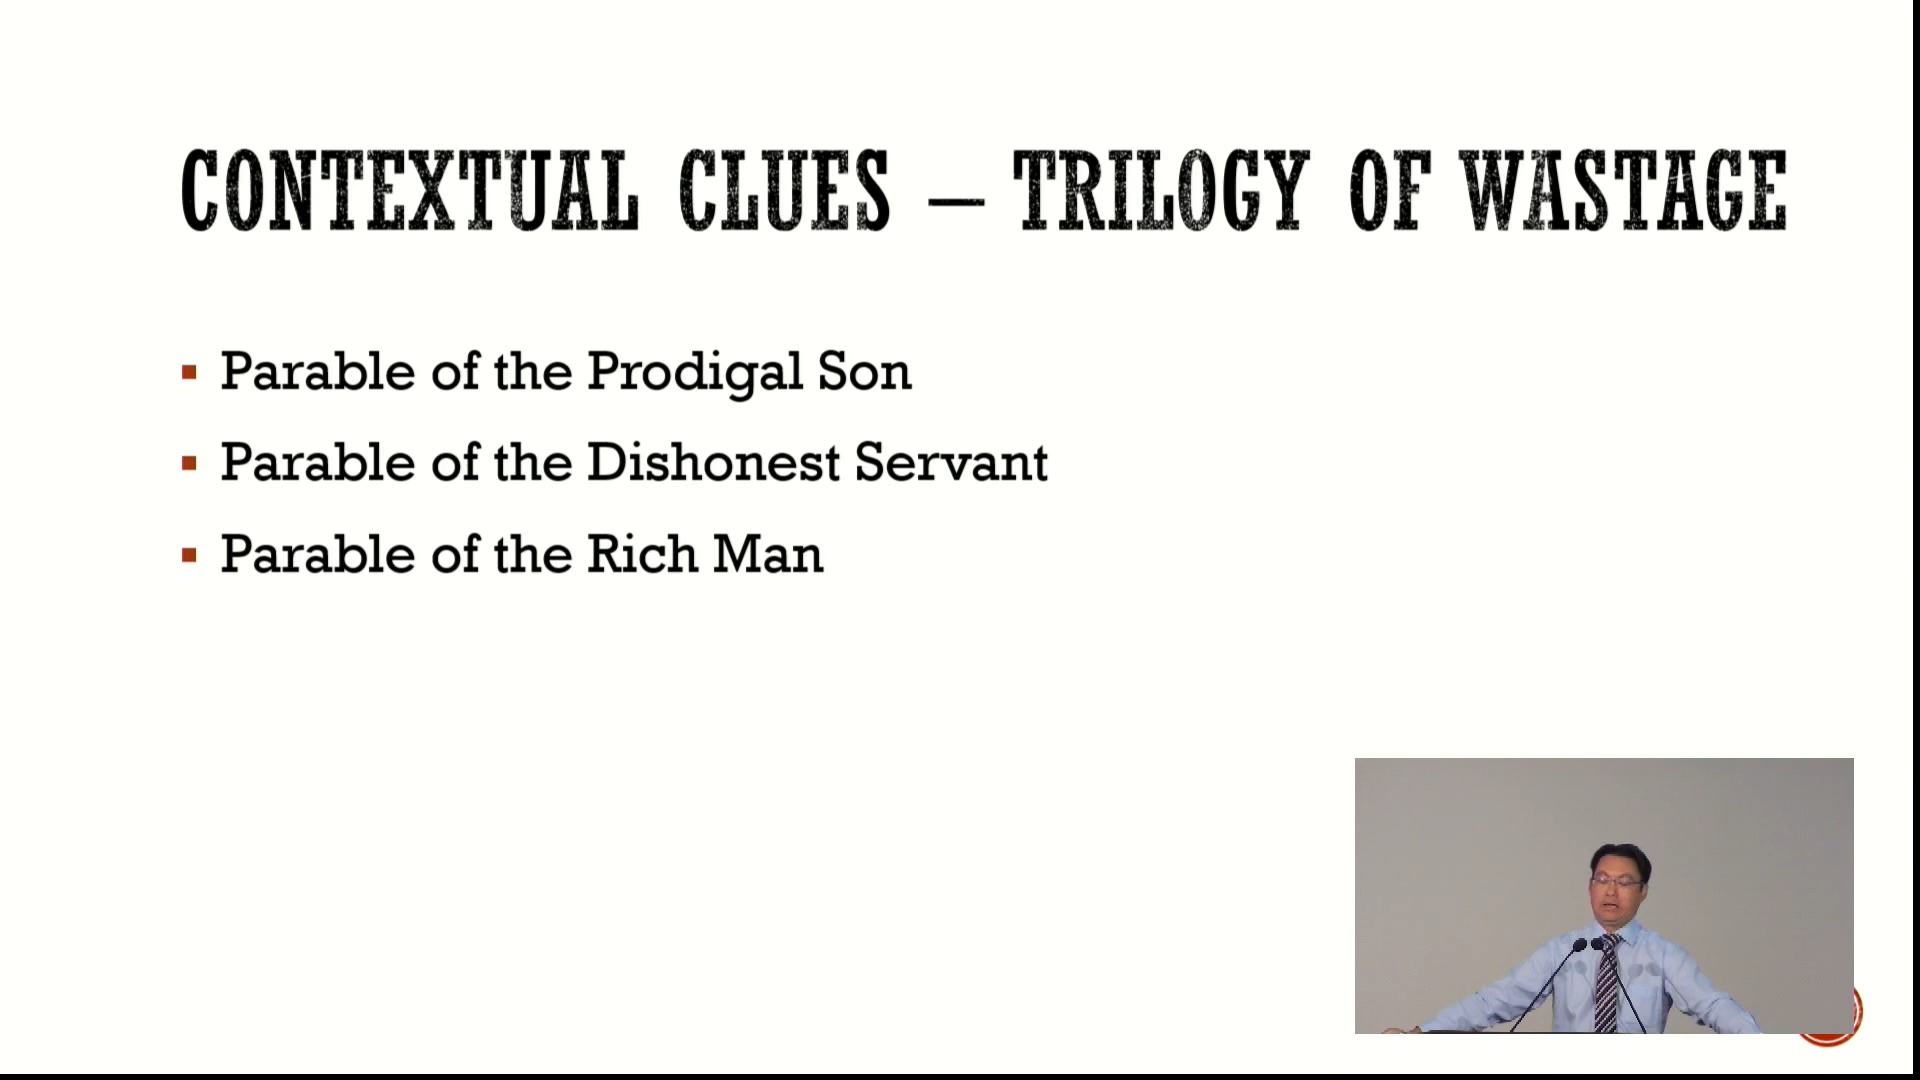 CONTEXTUAL CLUES – TRILOGY OF WASTAGE
Parable of the Prodigal Son
Parable of the Dishonest Servant
Parable of the Rich Man